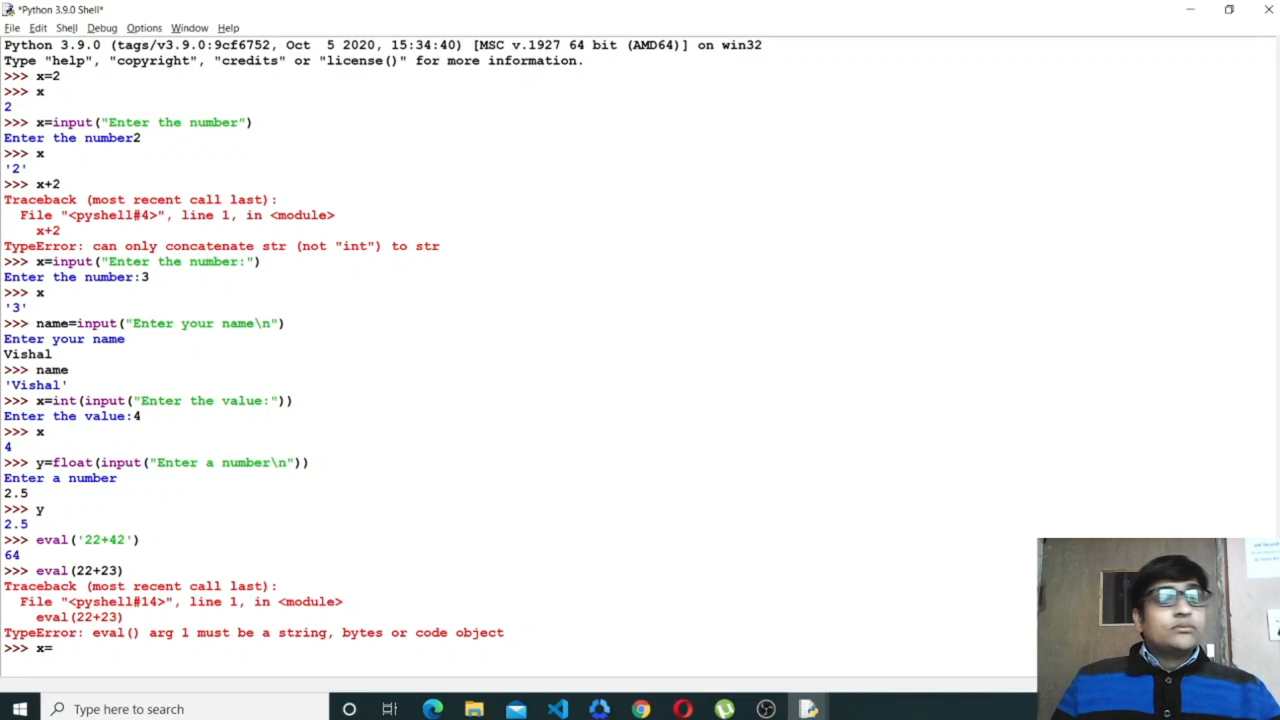 *Python 3.9.0 Shell*
File Edit Shell Debug Options Window Help
Python 3.9.0 (tags/v3.9.0:9cf6752, Oct  5 2020, 15:34:40) [MSC v.1927 64 bit (AMD64)] on win32
Type "help", "copyright", "credits" or "license()" for more information.
>>> x=2
>>> x
2
>>> x=input("Enter the number")
Enter the number2
>>> x
'2'
>>> x+2
Traceback (most recent call last):
  File "<pyshell#4>", line 1, in <module>
    x+2
TypeError: can only concatenate str (not "int") to str
>>> x=input("Enter the number:")
Enter the number:3
>>> x
'3'
>>> name=input("Enter your name\n")
Enter your name
Vishal
>>> name
'Vishal'
>>> x=int(input("Enter the value:"))
Enter the value:4
>>> x
4
>>> y=float(input("Enter a number\n"))
Enter a number
2.5
>>> y
2.5
>>> eval('22+42')
64
>>> eval(22+23)
Traceback (most recent call last):
  File "<pyshell#14>", line 1, in <module>
    eval(22+23)
TypeError: eval() arg 1 must be a string, bytes or code object
>>> x=
Type here to search